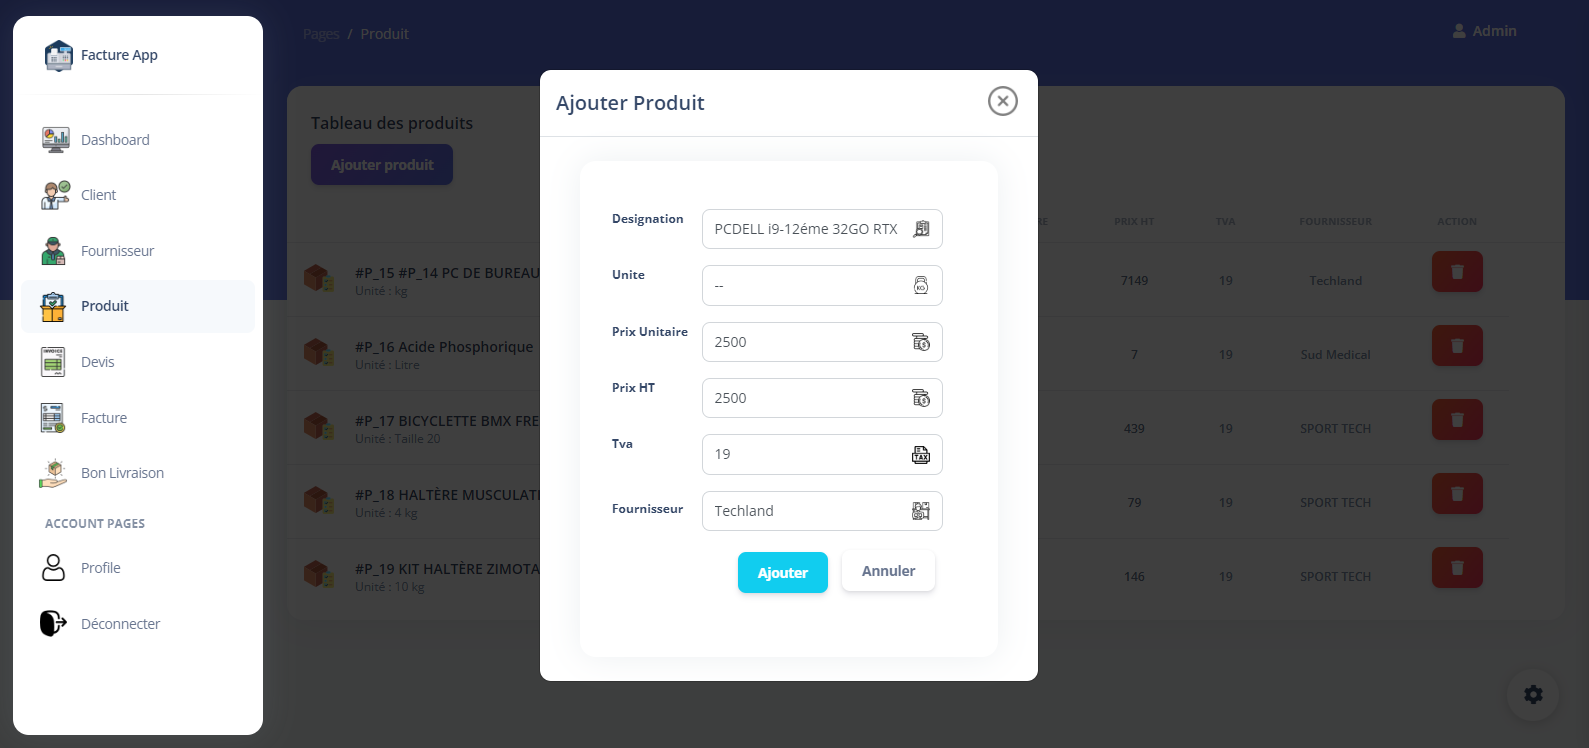 Facture App
Dashboard
Client
Fournisseur
Produit
Devis
Facture
Bon Livraison
ACCOUNT PAGES
Profile
Déconnecter
Pages / Produit
Admin
Tableau des produits
Ajouter produit
RE PRIX HT TVA FOURNISSEUR ACTION
#P_15 #P_14 PC DE BUREAU
Unité : kg
7149 19 Techland
#P_16 Acide Phosphorique
Unité : Litre
7 19 Sud Medical
#P_17 BICYCLETTE BMX FRE
Unité : Taille 20
439 19 SPORT TECH
#P_18 HALTÈRE MUSCULATI
Unité : 4 kg
79 19 SPORT TECH
#P_19 KIT HALTÈRE ZIMOTA
Unité : 10 kg
146 19 SPORT TECH
Ajouter Produit
Designation PCDELL i9-12éme 32GO RTX
Unite --
KG
Prix Unitaire 2500
Prix HT 2500
Tva 19
TAX
Fournisseur Techland
Ajouter Annuler